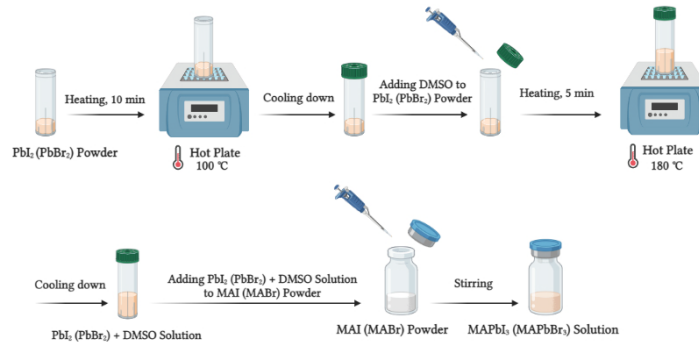 Heating, 10 min
Cooling down
Adding DMSO to
PbI₂ (PbBr₂) Powder
Heating, 5 min
PbI₂ (PbBr₂) Powder
Hot Plate
100 °C
Hot Plate
180 °C
Cooling down
Adding PbI₂ (PbBr₂) + DMSO Solution
to MAI (MABr) Powder
Stirring
PbI₂ (PbBr₂) + DMSO Solution
MAI (MABr) Powder
MAPbI₃ (MAPbBr₃) Solution